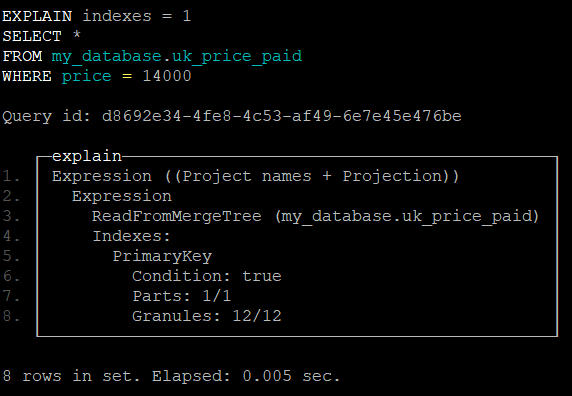 EXPLAIN indexes = 1
SELECT *
FROM my_database.uk_price_paid
WHERE price = 14000
Query id: d8692e34-4fe8-4c53-af49-6e7e45e476be
explain
1. Expression ((Project names + Projection))
2. Expression
3. ReadFromMergeTree (my_database.uk_price_paid)
4. Indexes:
5. PrimaryKey
6. Condition: true
7. Parts: 1/1
8. Granules: 12/12
8 rows in set. Elapsed: 0.005 sec.